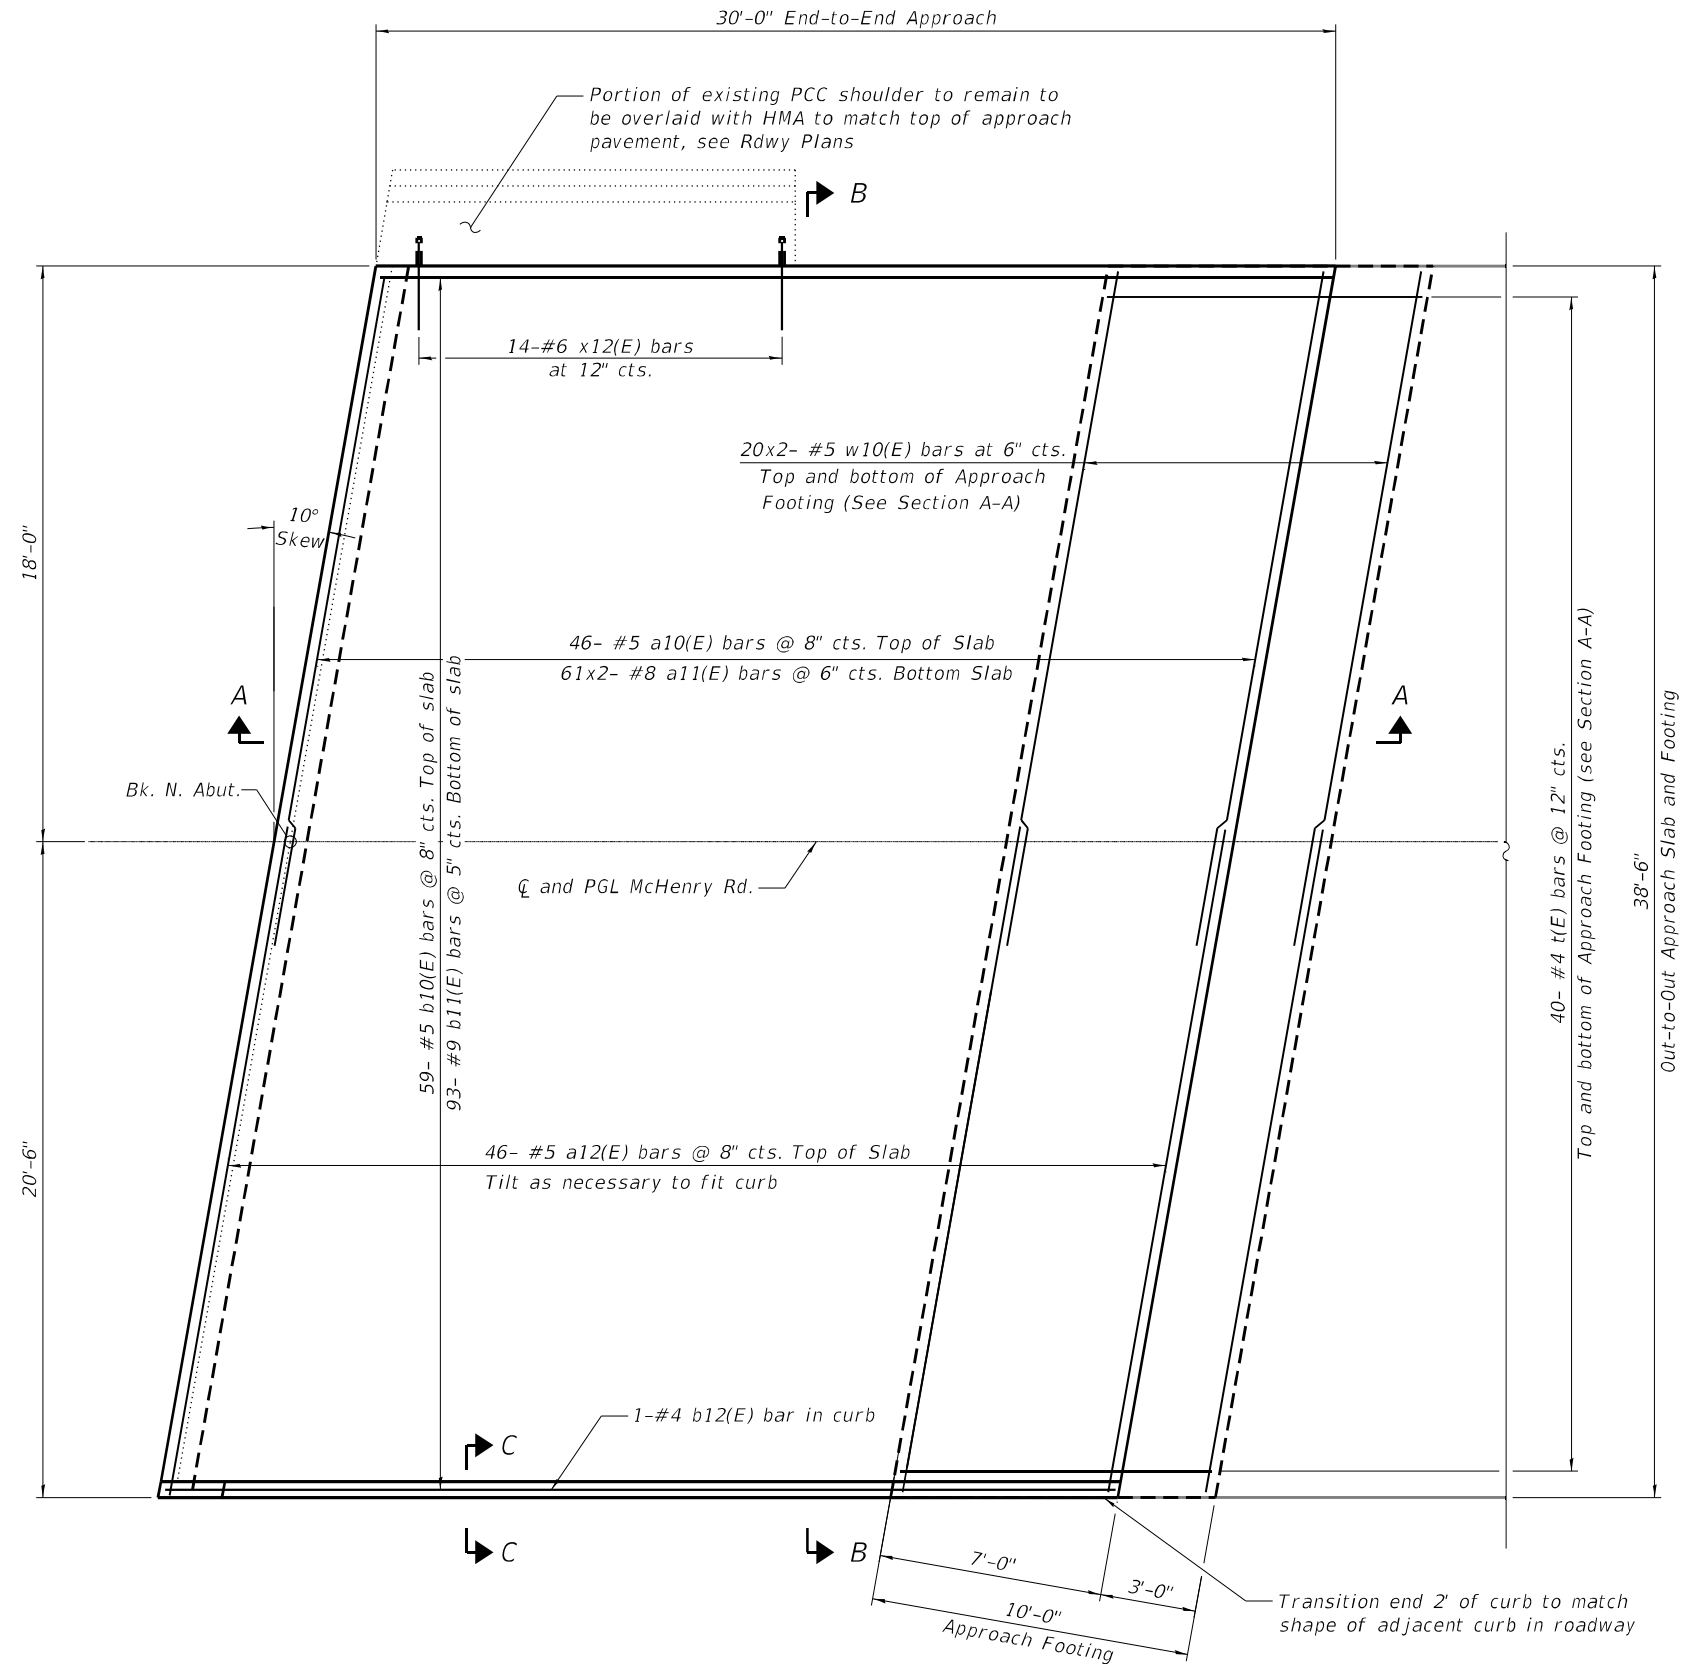 30'-0" End-to-End Approach
Portion of existing PCC shoulder to remain to
be overlaid with HMA to match top of approach
pavement, see Rdwy Plans
B
14-#6 x12(E) bars
at 12" cts.
20x2- #5 w10(E) bars at 6" cts.
Top and bottom of Approach
Footing (See Section A-A)
10°
Skew
18'-0"
46- #5 a10(E) bars @ 8" cts. Top of Slab
61x2- #8 a11(E) bars @ 6" cts. Bottom Slab
A
A
59- #5 b10(E) bars @ 8" cts. Top of slab
93- #9 b11(E) bars @ 5" cts. Bottom of slab
Bk. N. Abut.
℄ and PGL McHenry Rd.
40- #4 t(E) bars @ 12" cts.
Top and bottom of Approach Footing (see Section A-A)
38'-6"
Out-to-Out Approach Slab and Footing
20'-6"
46- #5 a12(E) bars @ 8" cts. Top of Slab
Tilt as necessary to fit curb
1-#4 b12(E) bar in curb
C
C
B
7'-0"
3'-0"
10'-0"
Approach Footing
Transition end 2' of curb to match
shape of adjacent curb in roadway